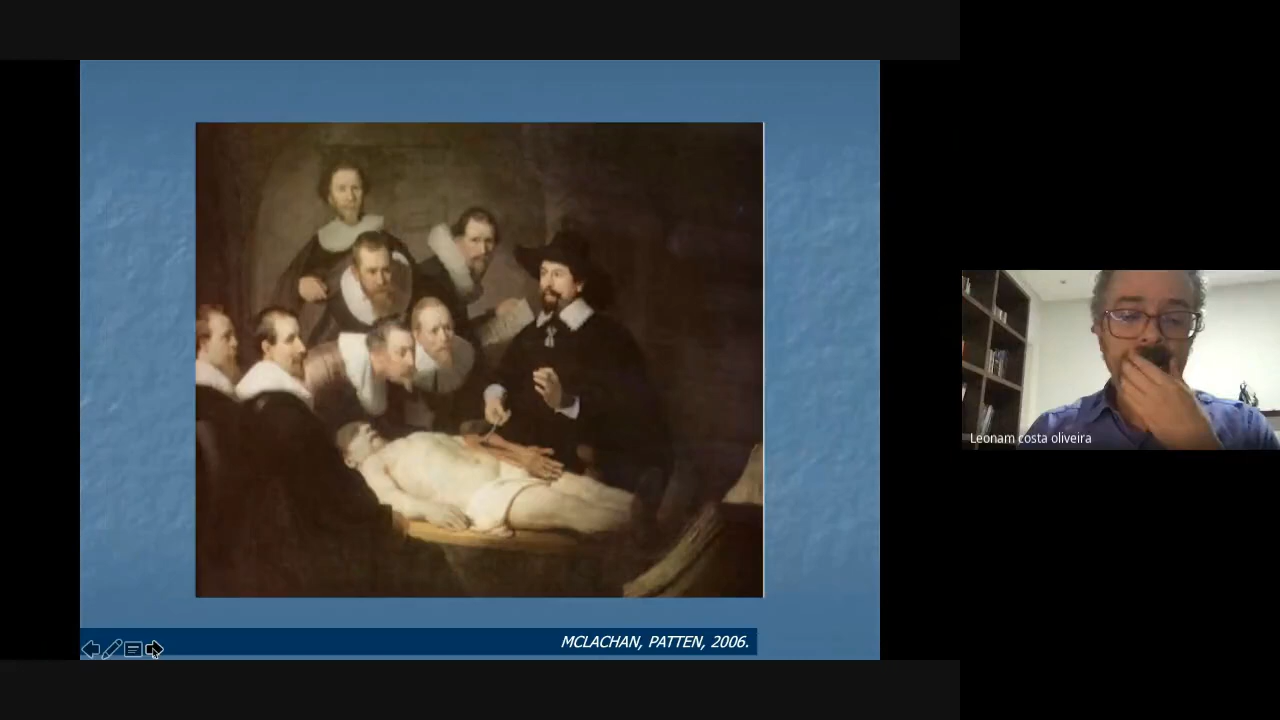 MCLACHAN, PATTEN, 2006.
Leonam costa oliveira